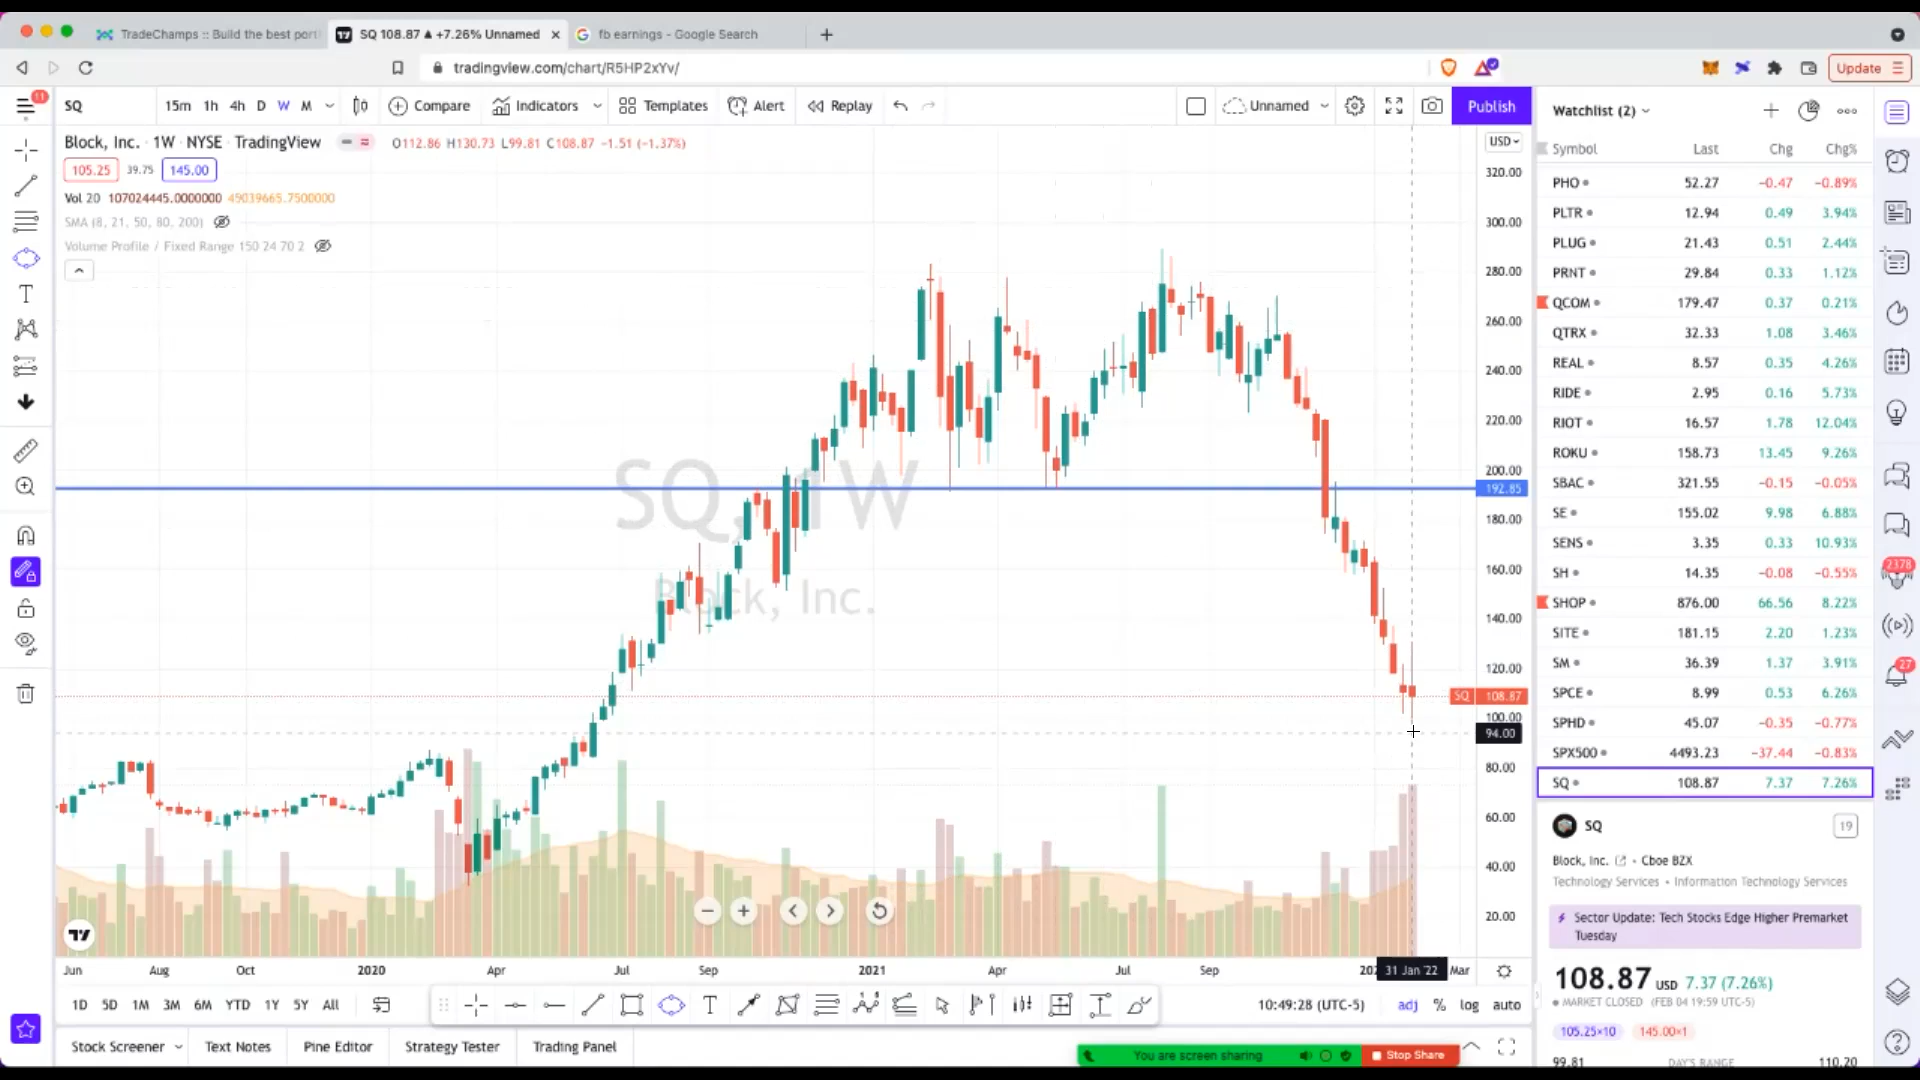 TradeChamps :: Build the best port
SQ 108.87 ▲ +7.26% Unnamed
fb earnings - Google Search
tradingview.com/chart/R5HP2xYv/
Update
11
SQ
15m 1h 4h D W M
Compare
Indicators
Templates
Alert
Replay
Unnamed
Publish
Block, Inc. · 1W · NYSE · TradingView
O112.86 H130.73 L99.81 C108.87 -1.51 (-1.37%)
105.25 39.75 145.00
Vol 20 107024445.0000000 49039665.7500000
SMA (8, 21, 50, 80, 200)
Volume Profile / Fixed Range 150 24 70 2
SQ, 1W
Block, Inc.
USD
320.00
300.00
280.00
260.00
240.00
220.00
200.00
192.85
180.00
160.00
140.00
120.00
SQ 108.87
100.00
94.00
80.00
60.00
40.00
20.00
Jun Aug Oct 2020 Apr Jul Sep 2021 Apr Jul Sep 31 Jan '22 Mar
1D 5D 1M 3M 6M YTD 1Y 5Y All
10:49:28 (UTC-5) adj % log auto
Stock Screener Text Notes Pine Editor Strategy Tester Trading Panel
You are screen sharing Stop Share
Watchlist (2)
Symbol Last Chg Chg%
PHO 52.27 −0.47 −0.89%
PLTR 12.94 0.49 3.94%
PLUG 21.43 0.51 2.44%
PRNT 29.84 0.33 1.12%
QCOM 179.47 0.37 0.21%
QTRX 32.33 1.08 3.46%
REAL 8.57 0.35 4.26%
RIDE 2.95 0.16 5.73%
RIOT 16.57 1.78 12.04%
ROKU 158.73 13.45 9.26%
SBAC 321.55 −0.15 −0.05%
SE 155.02 9.98 6.88%
SENS 3.35 0.33 10.93%
SH 14.35 −0.08 −0.55%
SHOP 876.00 66.56 8.22%
SITE 181.15 2.20 1.23%
SM 36.39 1.37 3.91%
SPCE 8.99 0.53 6.26%
SPHD 45.07 −0.35 −0.77%
SPX500 4493.23 −37.44 −0.83%
SQ 108.87 7.37 7.26%
SQ
19
Block, Inc. • Cboe BZX
Technology Services • Information Technology Services
Sector Update: Tech Stocks Edge Higher Premarket
Tuesday
108.87 USD 7.37 (7.26%)
MARKET CLOSED (FEB 04 19:59 UTC-5)
105.25×10 145.00×1
99.81 DAY'S RANGE 110.20
2378
27